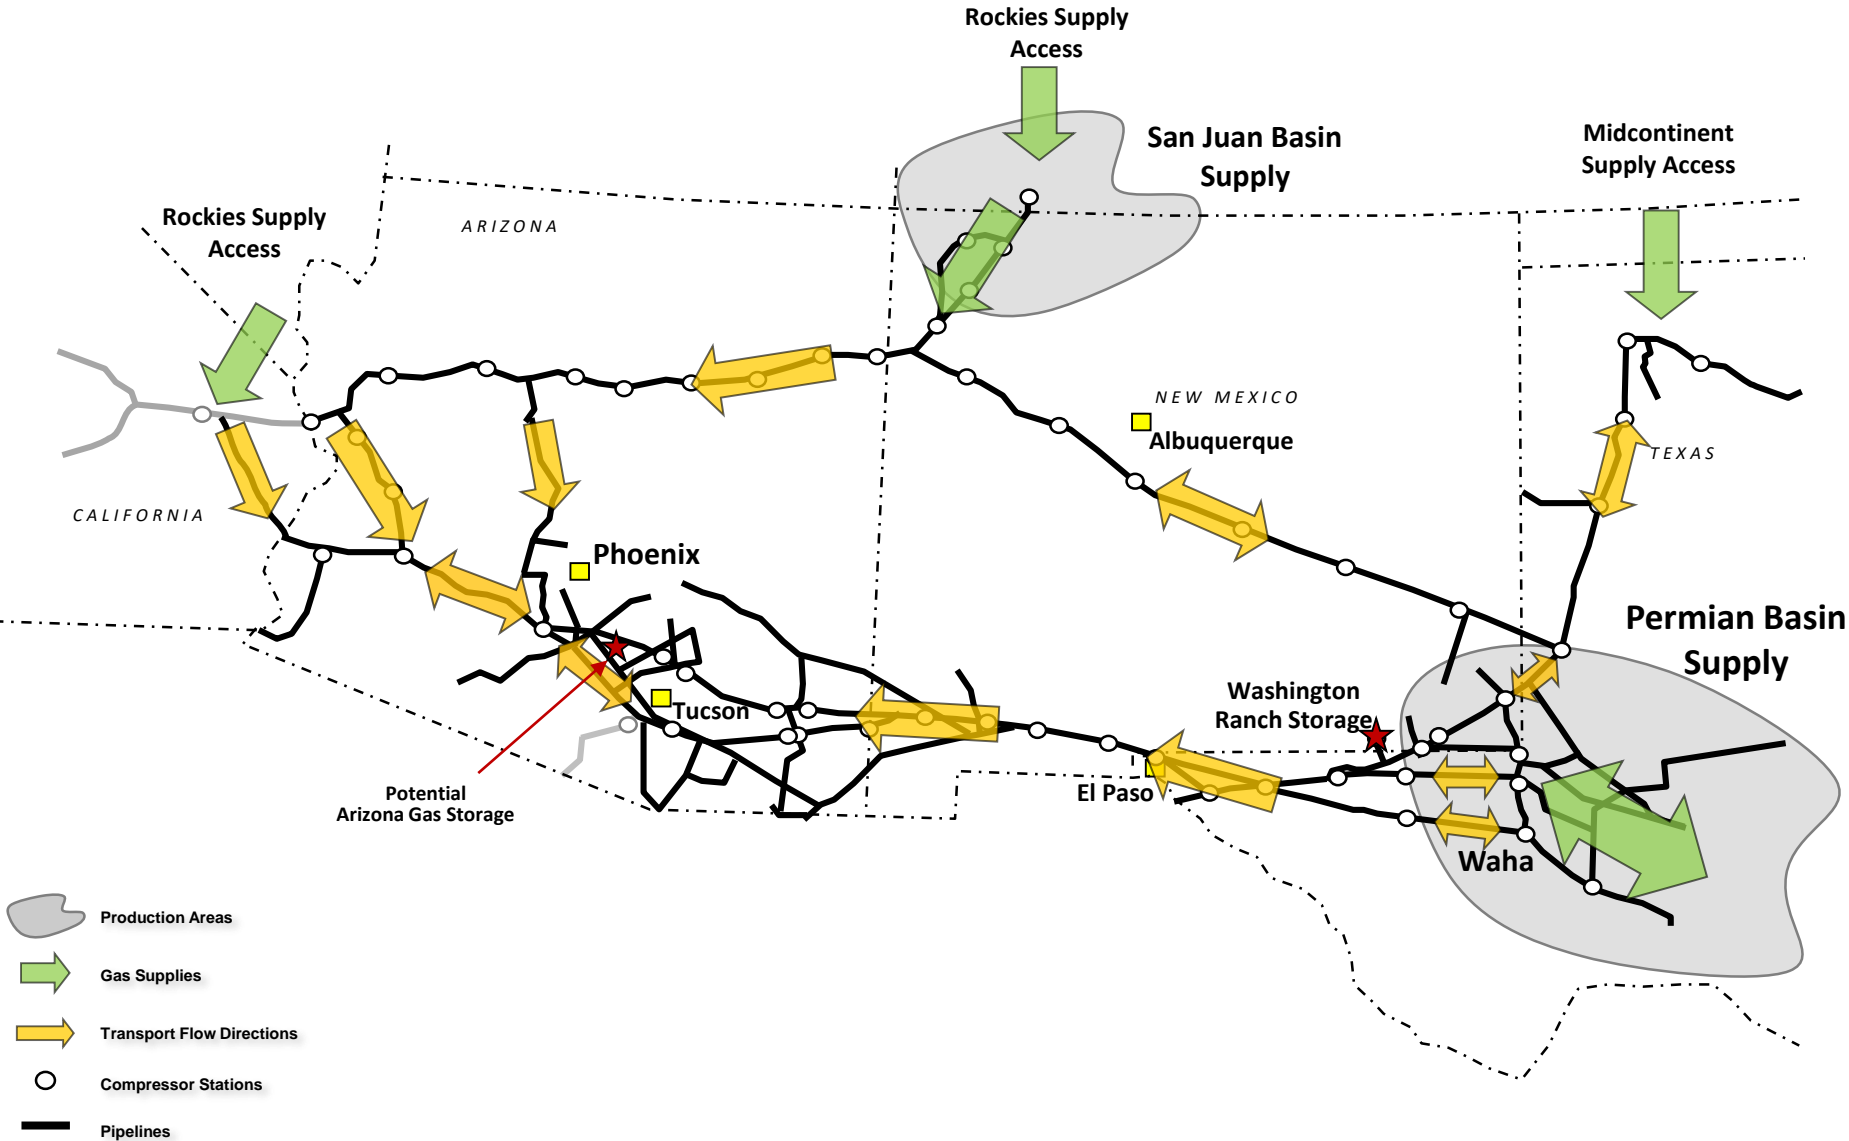 Rockies Supply
Access
San Juan Basin
Supply
Midcontinent
Supply Access
Rockies Supply
Access
ARIZONA
NEW MEXICO
Albuquerque
TEXAS
CALIFORNIA
Phoenix
Permian Basin
Supply
Washington
Ranch Storage
Tucson
El Paso
Potential
Arizona Gas Storage
Waha
Production Areas
Gas Supplies
Transport Flow Directions
Compressor Stations
Pipelines